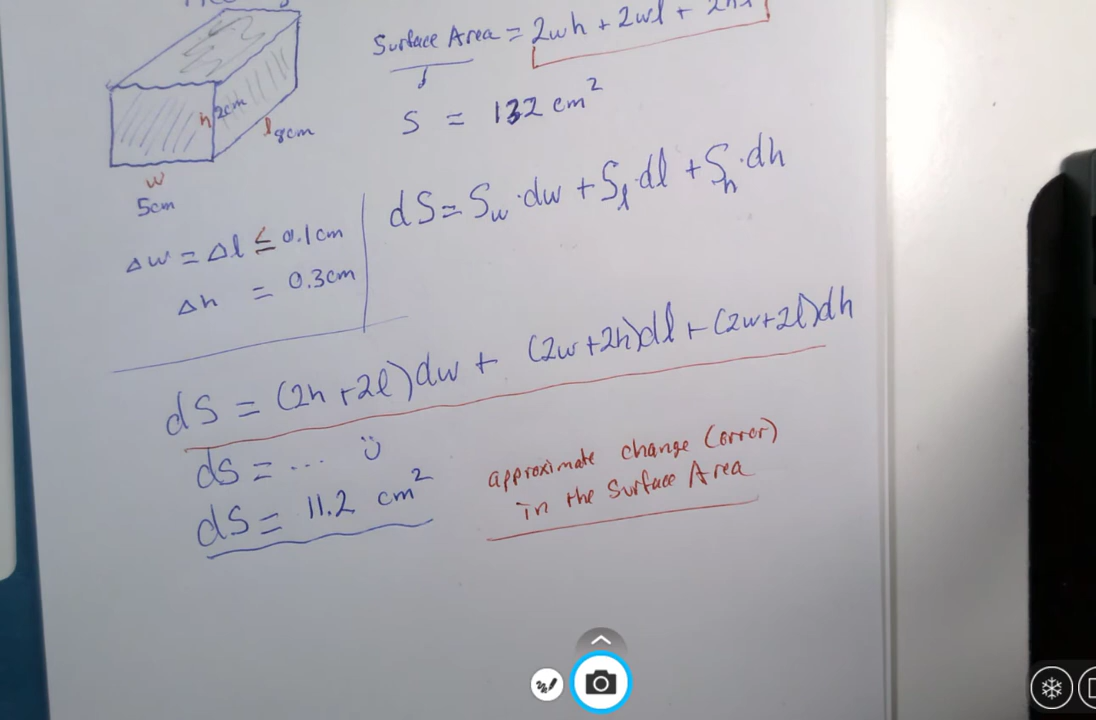 Surface Area = 2wh + 2wl + 2hl
S = 132 cm²
h 2cm
l 8cm
w
5cm
Δw = Δl ≤ 0.1cm
Δh = 0.3cm
dS = S_w · dw + S_l · dl + S_h · dh
dS = (2h + 2l) dw + (2w + 2h) dl + (2w + 2l) dh
ds = ...
dS = 11.2 cm²
approximate change (error)
in the Surface Area